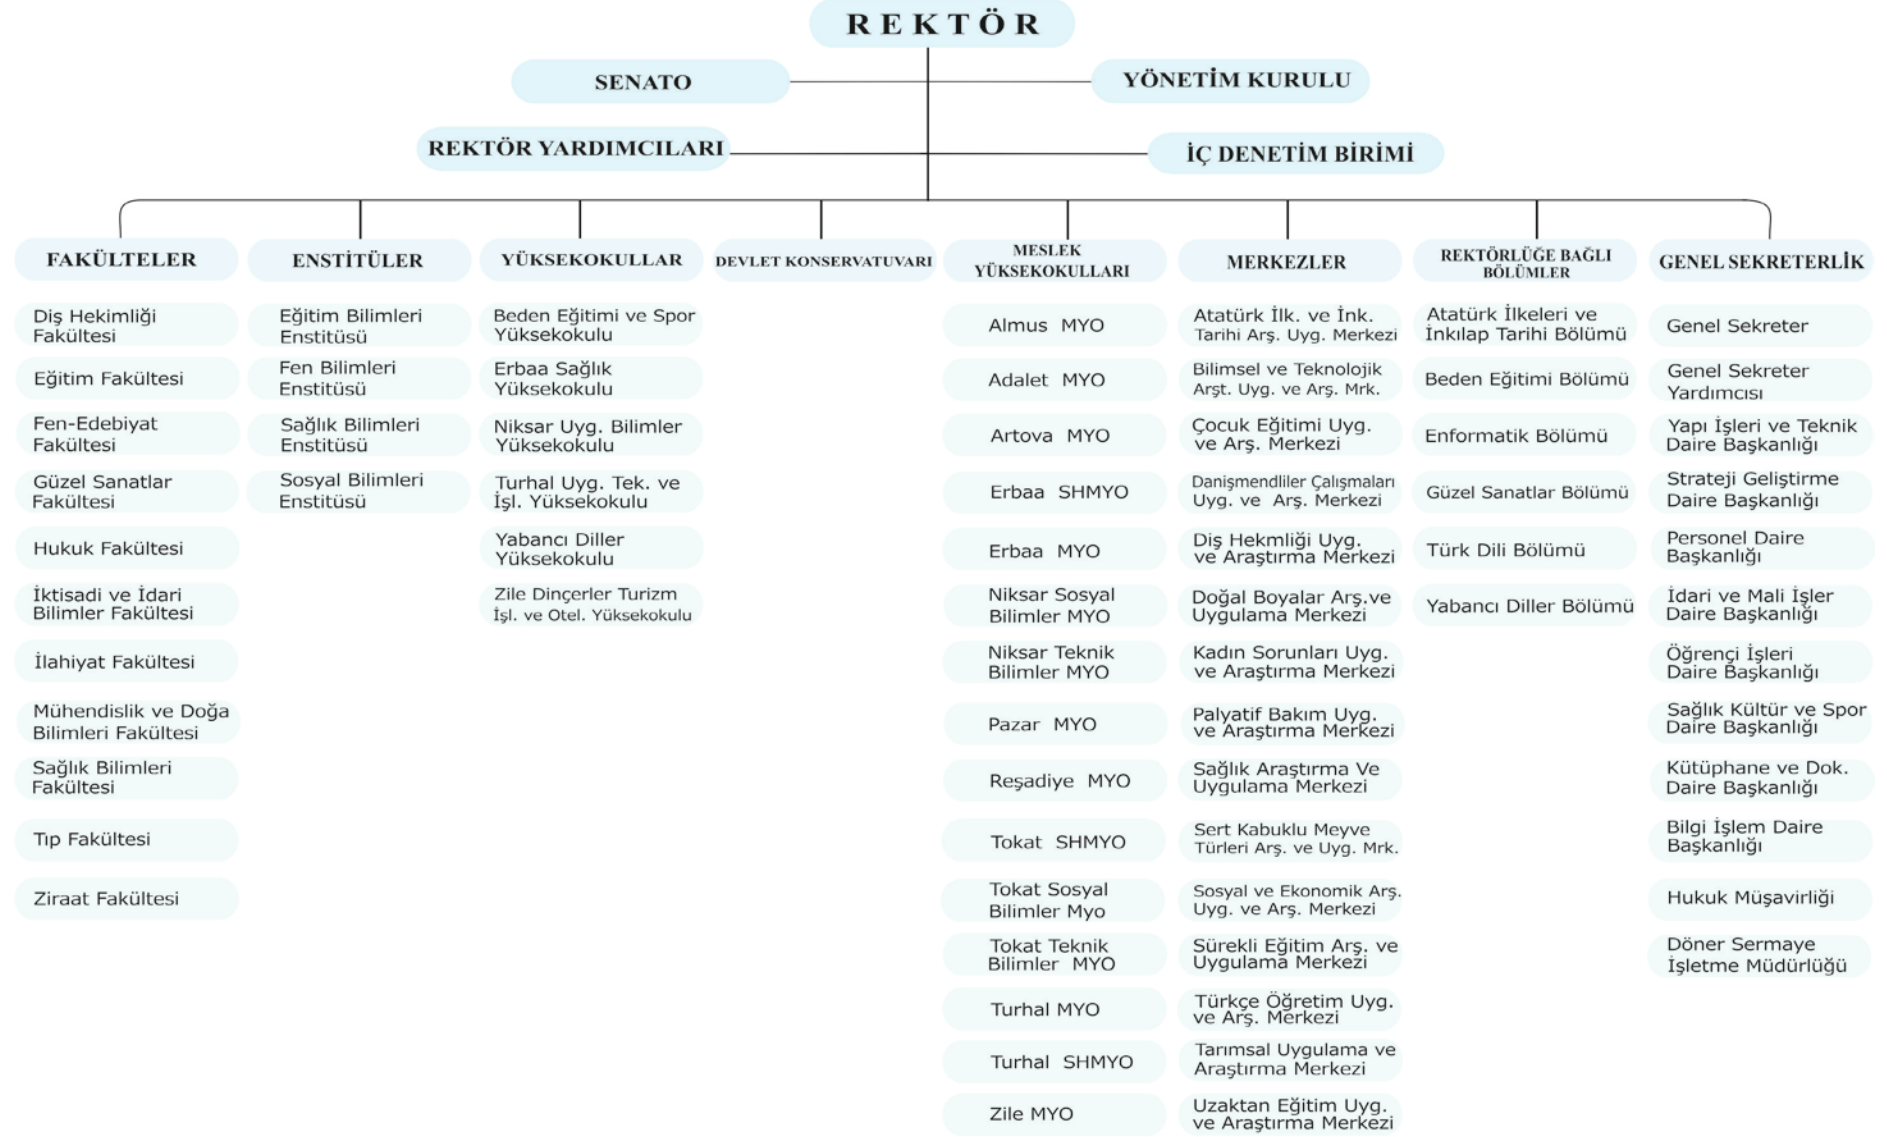 REKTÖR
SENATO
YÖNETİM KURULU
REKTÖR YARDIMCILARI
İÇ DENETİM BİRİMİ
FAKÜLTELER
Diş Hekimliği
Fakültesi
Eğitim Fakültesi
Fen-Edebiyat
Fakültesi
Güzel Sanatlar
Fakültesi
Hukuk Fakültesi
İktisadi ve İdari
Bilimler Fakültesi
İlahiyat Fakültesi
Mühendislik ve Doğa
Bilimleri Fakültesi
Sağlık Bilimleri
Fakültesi
Tıp Fakültesi
Ziraat Fakültesi
ENSTİTÜLER
Eğitim Bilimleri
Enstitüsü
Fen Bilimleri
Enstitüsü
Sağlık Bilimleri
Enstitüsü
Sosyal Bilimleri
Enstitüsü
YÜKSEKOKULLAR
Beden Eğitimi ve Spor
Yüksekokulu
Erbaa Sağlık
Yüksekokulu
Niksar Uyg. Bilimler
Yüksekokulu
Turhal Uyg. Tek. ve
İşl. Yüksekokulu
Yabancı Diller
Yüksekokulu
Zile Dinçerler Turizm
İşl. ve Otel. Yüksekokulu
DEVLET KONSERVATUVARI
MESLEK
YÜKSEKOKULLARI
Almus MYO
Adalet MYO
Artova MYO
Erbaa SHMYO
Erbaa MYO
Niksar Sosyal
Bilimler MYO
Niksar Teknik
Bilimler MYO
Pazar MYO
Reşadiye MYO
Tokat SHMYO
Tokat Sosyal
Bilimler Myo
Tokat Teknik
Bilimler MYO
Turhal MYO
Turhal SHMYO
Zile MYO
MERKEZLER
Atatürk İlk. ve İnk.
Tarihi Arş. Uyg. Merkezi
Bilimsel ve Teknolojik
Arşt. Uyg. ve Arş. Mrk.
Çocuk Eğitimi Uyg.
ve Arş. Merkezi
Danişmendliler Çalışmaları
Uyg. ve Arş. Merkezi
Diş Hekmliği Uyg.
ve Araştırma Merkezi
Doğal Boyalar Arş.ve
Uygulama Merkezi
Kadın Sorunları Uyg.
ve Araştırma Merkezi
Palyatif Bakım Uyg.
ve Araştırma Merkezi
Sağlık Araştırma Ve
Uygulama Merkezi
Sert Kabuklu Meyve
Türleri Arş. ve Uyg. Mrk.
Sosyal ve Ekonomik Arş.
Uyg. ve Arş. Merkezi
Sürekli Eğitim Arş. ve
Uygulama Merkezi
Türkçe Öğretim Uyg.
ve Arş. Merkezi
Tarımsal Uygulama ve
Araştırma Merkezi
Uzaktan Eğitim Uyg.
ve Araştırma Merkezi
REKTÖRLÜĞE BAĞLI
BÖLÜMLER
Atatürk İlkeleri ve
İnkılap Tarihi Bölümü
Beden Eğitimi Bölümü
Enformatik Bölümü
Güzel Sanatlar Bölümü
Türk Dili Bölümü
Yabancı Diller Bölümü
GENEL SEKRETERLİK
Genel Sekreter
Genel Sekreter
Yardımcısı
Yapı İşleri ve Teknik
Daire Başkanlığı
Strateji Geliştirme
Daire Başkanlığı
Personel Daire
Başkanlığı
İdari ve Mali İşler
Daire Başkanlığı
Öğrençi İşleri
Daire Başkanlığı
Sağlık Kültür ve Spor
Daire Başkanlığı
Kütüphane ve Dok.
Daire Başkanlığı
Bilgi İşlem Daire
Başkanlığı
Hukuk Müşavirliği
Döner Sermaye
İşletme Müdürlüğü